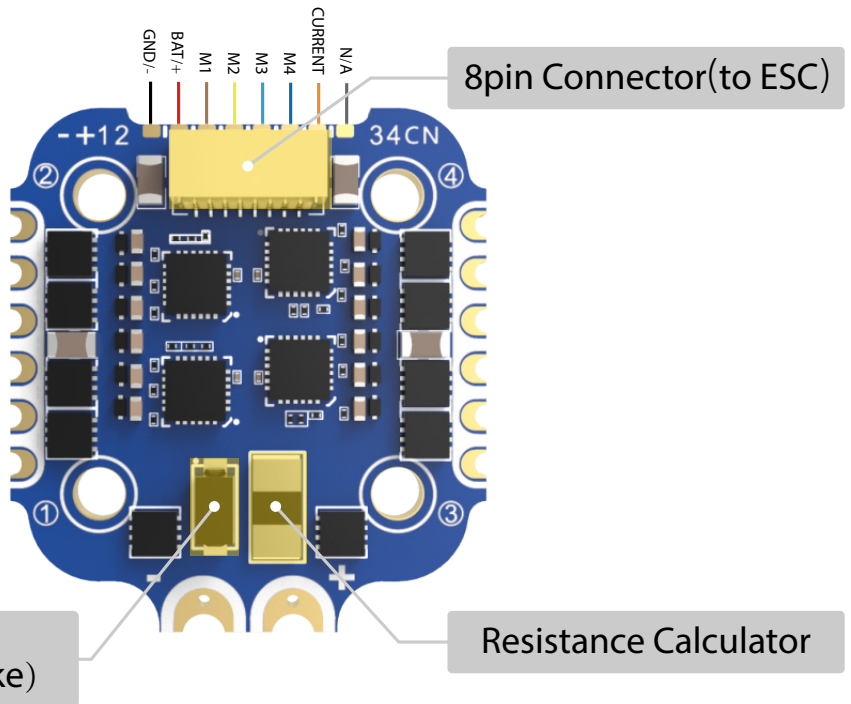 GND/-
BAT/+
M1
M2
M3
M4
CURRENT
N/A
8pin Connector(to ESC)
-+12
34CN
②
④
①
③
-
+
Resistance Calculator
ke)